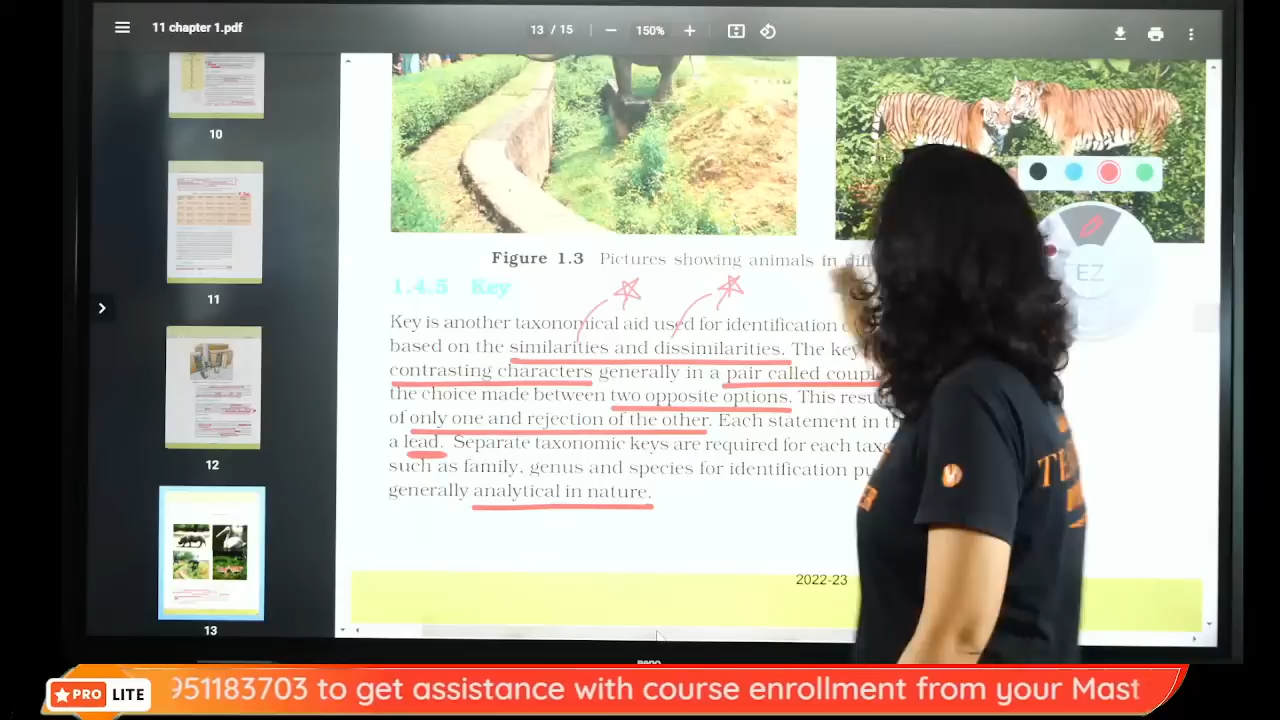 11 chapter 1.pdf
13 / 15
150%
10
11
12
13
Figure 1.3 Pictures showing animals in
1.4.5 Key
Key is another taxonomical aid used for identification
based on the similarities and dissimilarities. The key
contrasting characters generally in a pair called
the choice made between two opposite options. This
of only one and rejection of the other. Each statement in
a lead. Separate taxonomic keys are required for each
such as family, genus and species for identification
generally analytical in nature.
2022-23
EZ
benq
PRO LITE
951183703 to get assistance with course enrollment from your Mast